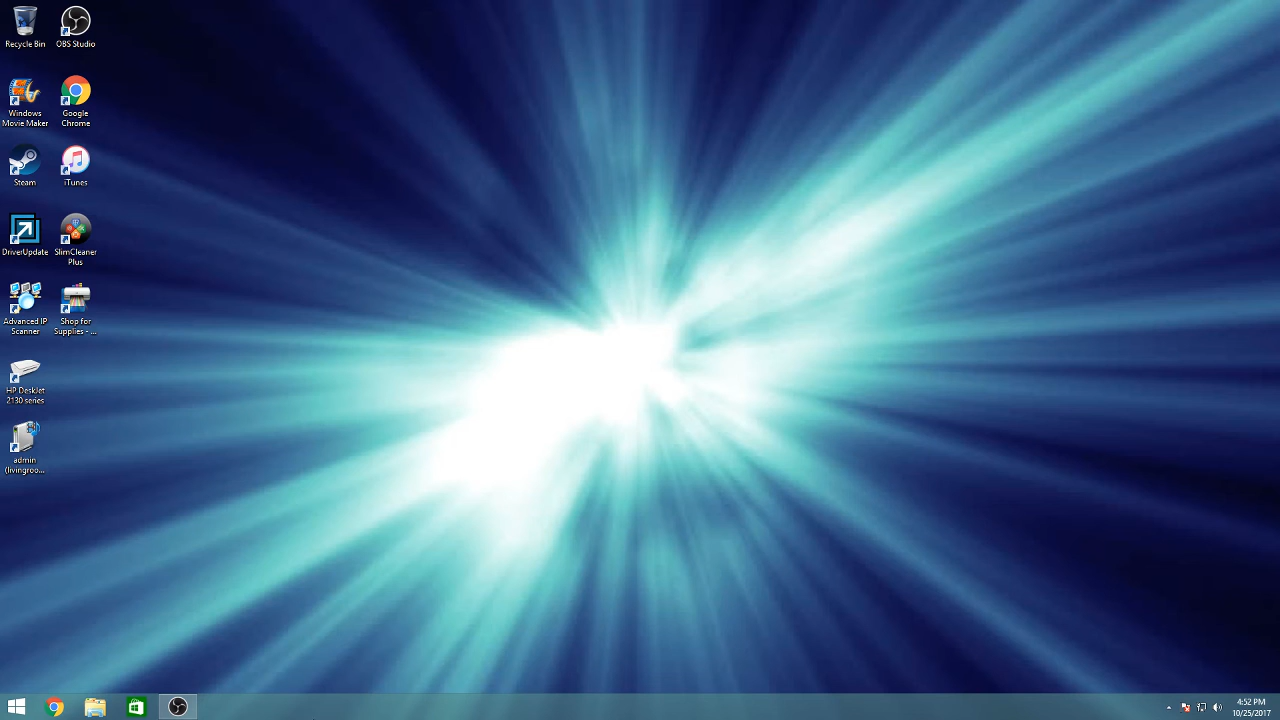 Recycle Bin
OBS Studio
Windows
Movie Maker
Google
Chrome
Steam
iTunes
DriverUpdate
SlimCleaner
Plus
Advanced IP
Scanner
Shop for
Supplies - ...
HP DeskJet
2130 series
admin
(livingroo...
4:52 PM
10/25/2017